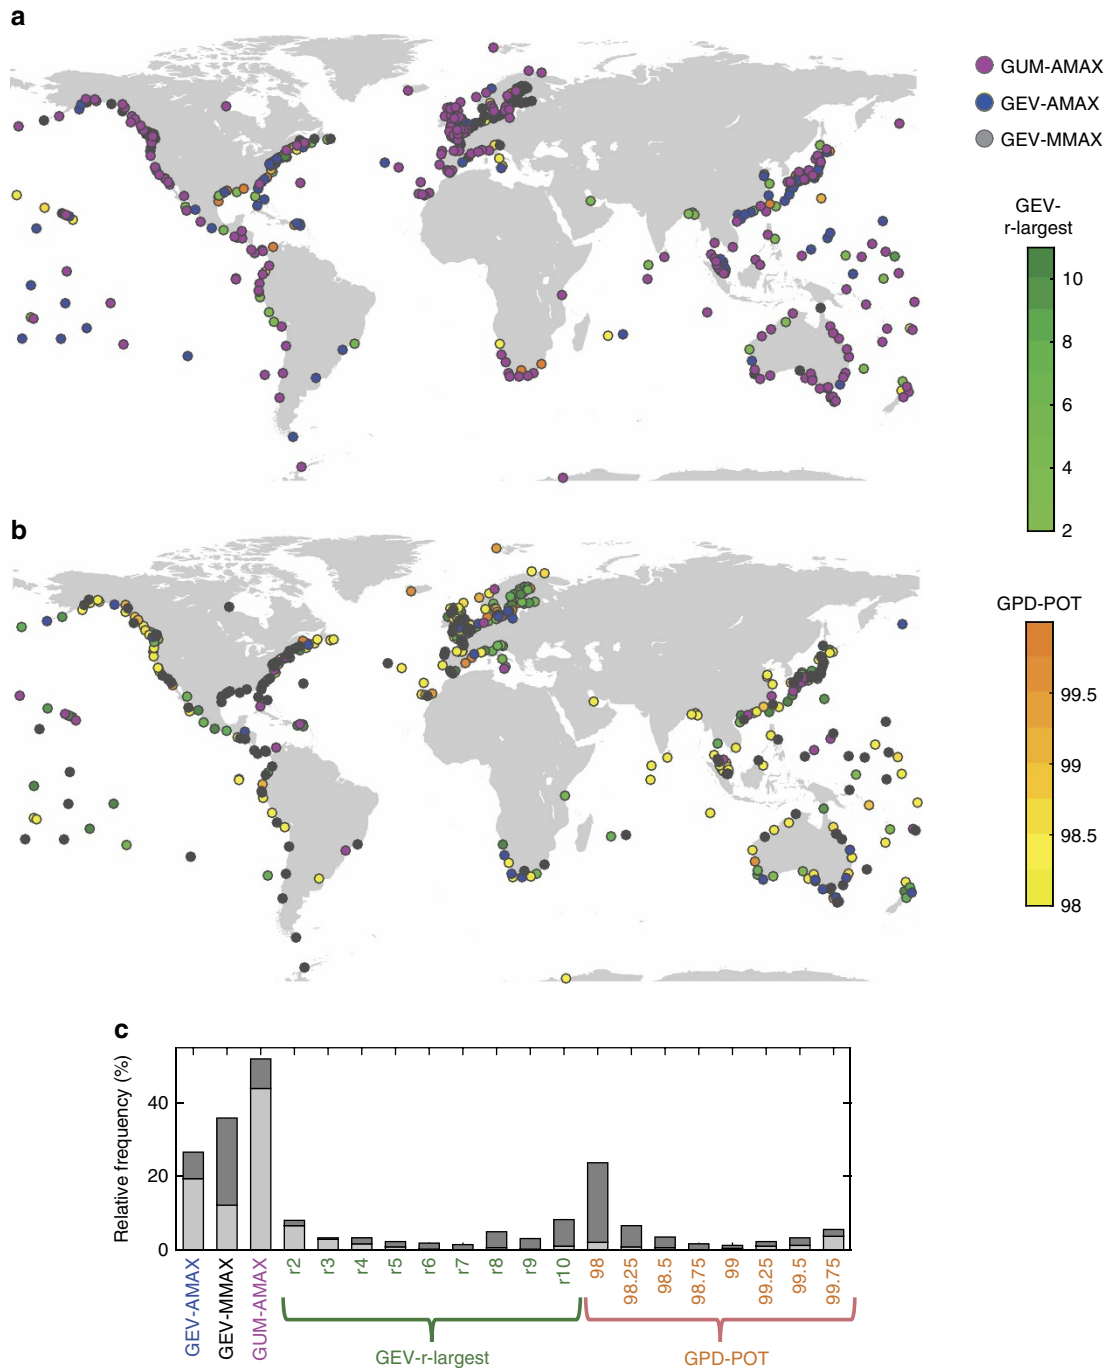 a
GUM-AMAX
GEV-AMAX
GEV-MMAX
GEV-
r-largest
10
8
6
4
2
b
GPD-POT
99.5
99
98.5
98
c
Relative frequency (%)
40
20
0
GEV-AMAX
GEV-MMAX
GUM-AMAX
r2
r3
r4
r5
r6
r7
r8
r9
r10
98
98.25
98.5
98.75
99
99.25
99.5
99.75
GEV-r-largest
GPD-POT